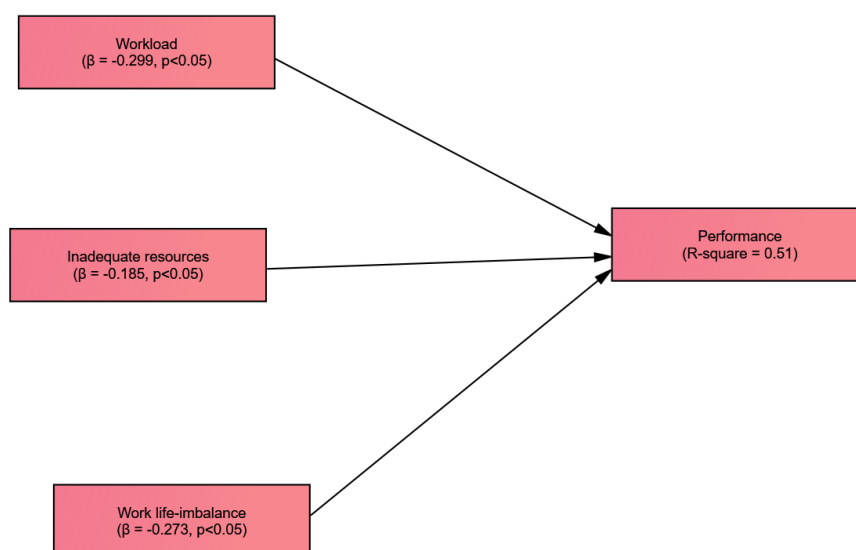 Workload
(β = -0.299, p<0.05)
Inadequate resources
(β = -0.185, p<0.05)
Performance
(R-square = 0.51)
Work life-imbalance
(β = -0.273, p<0.05)